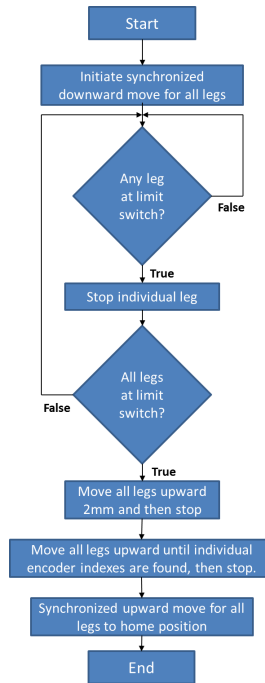 Start
Initiate synchronized
downward move for all legs
Any leg
at limit
switch?
False
True
Stop individual leg
All legs
at limit
switch?
False
True
Move all legs upward
2mm and then stop
Move all legs upward until individual
encoder indexes are found, then stop.
Synchronized upward move for all
legs to home position
End